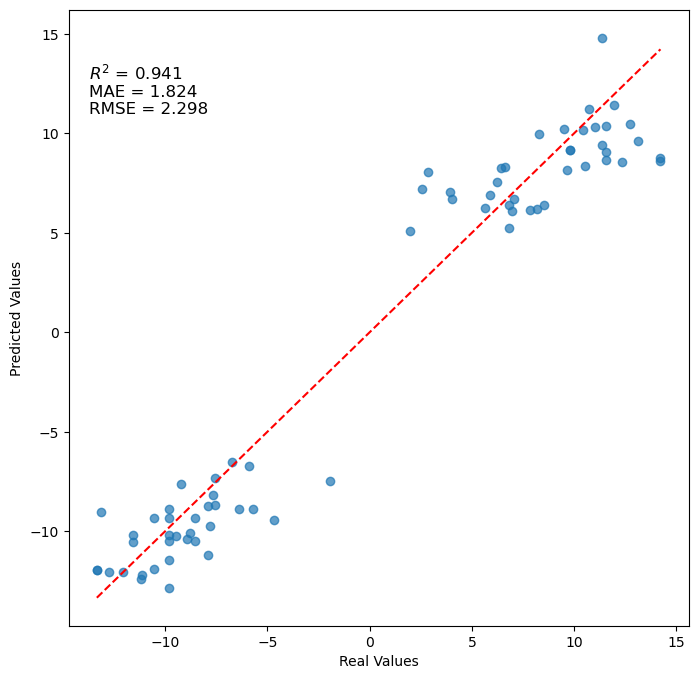 15
10
5
0
−5
−10
R² = 0.941
MAE = 1.824
RMSE = 2.298
Predicted Values
−10
−5
0
5
10
15
Real Values